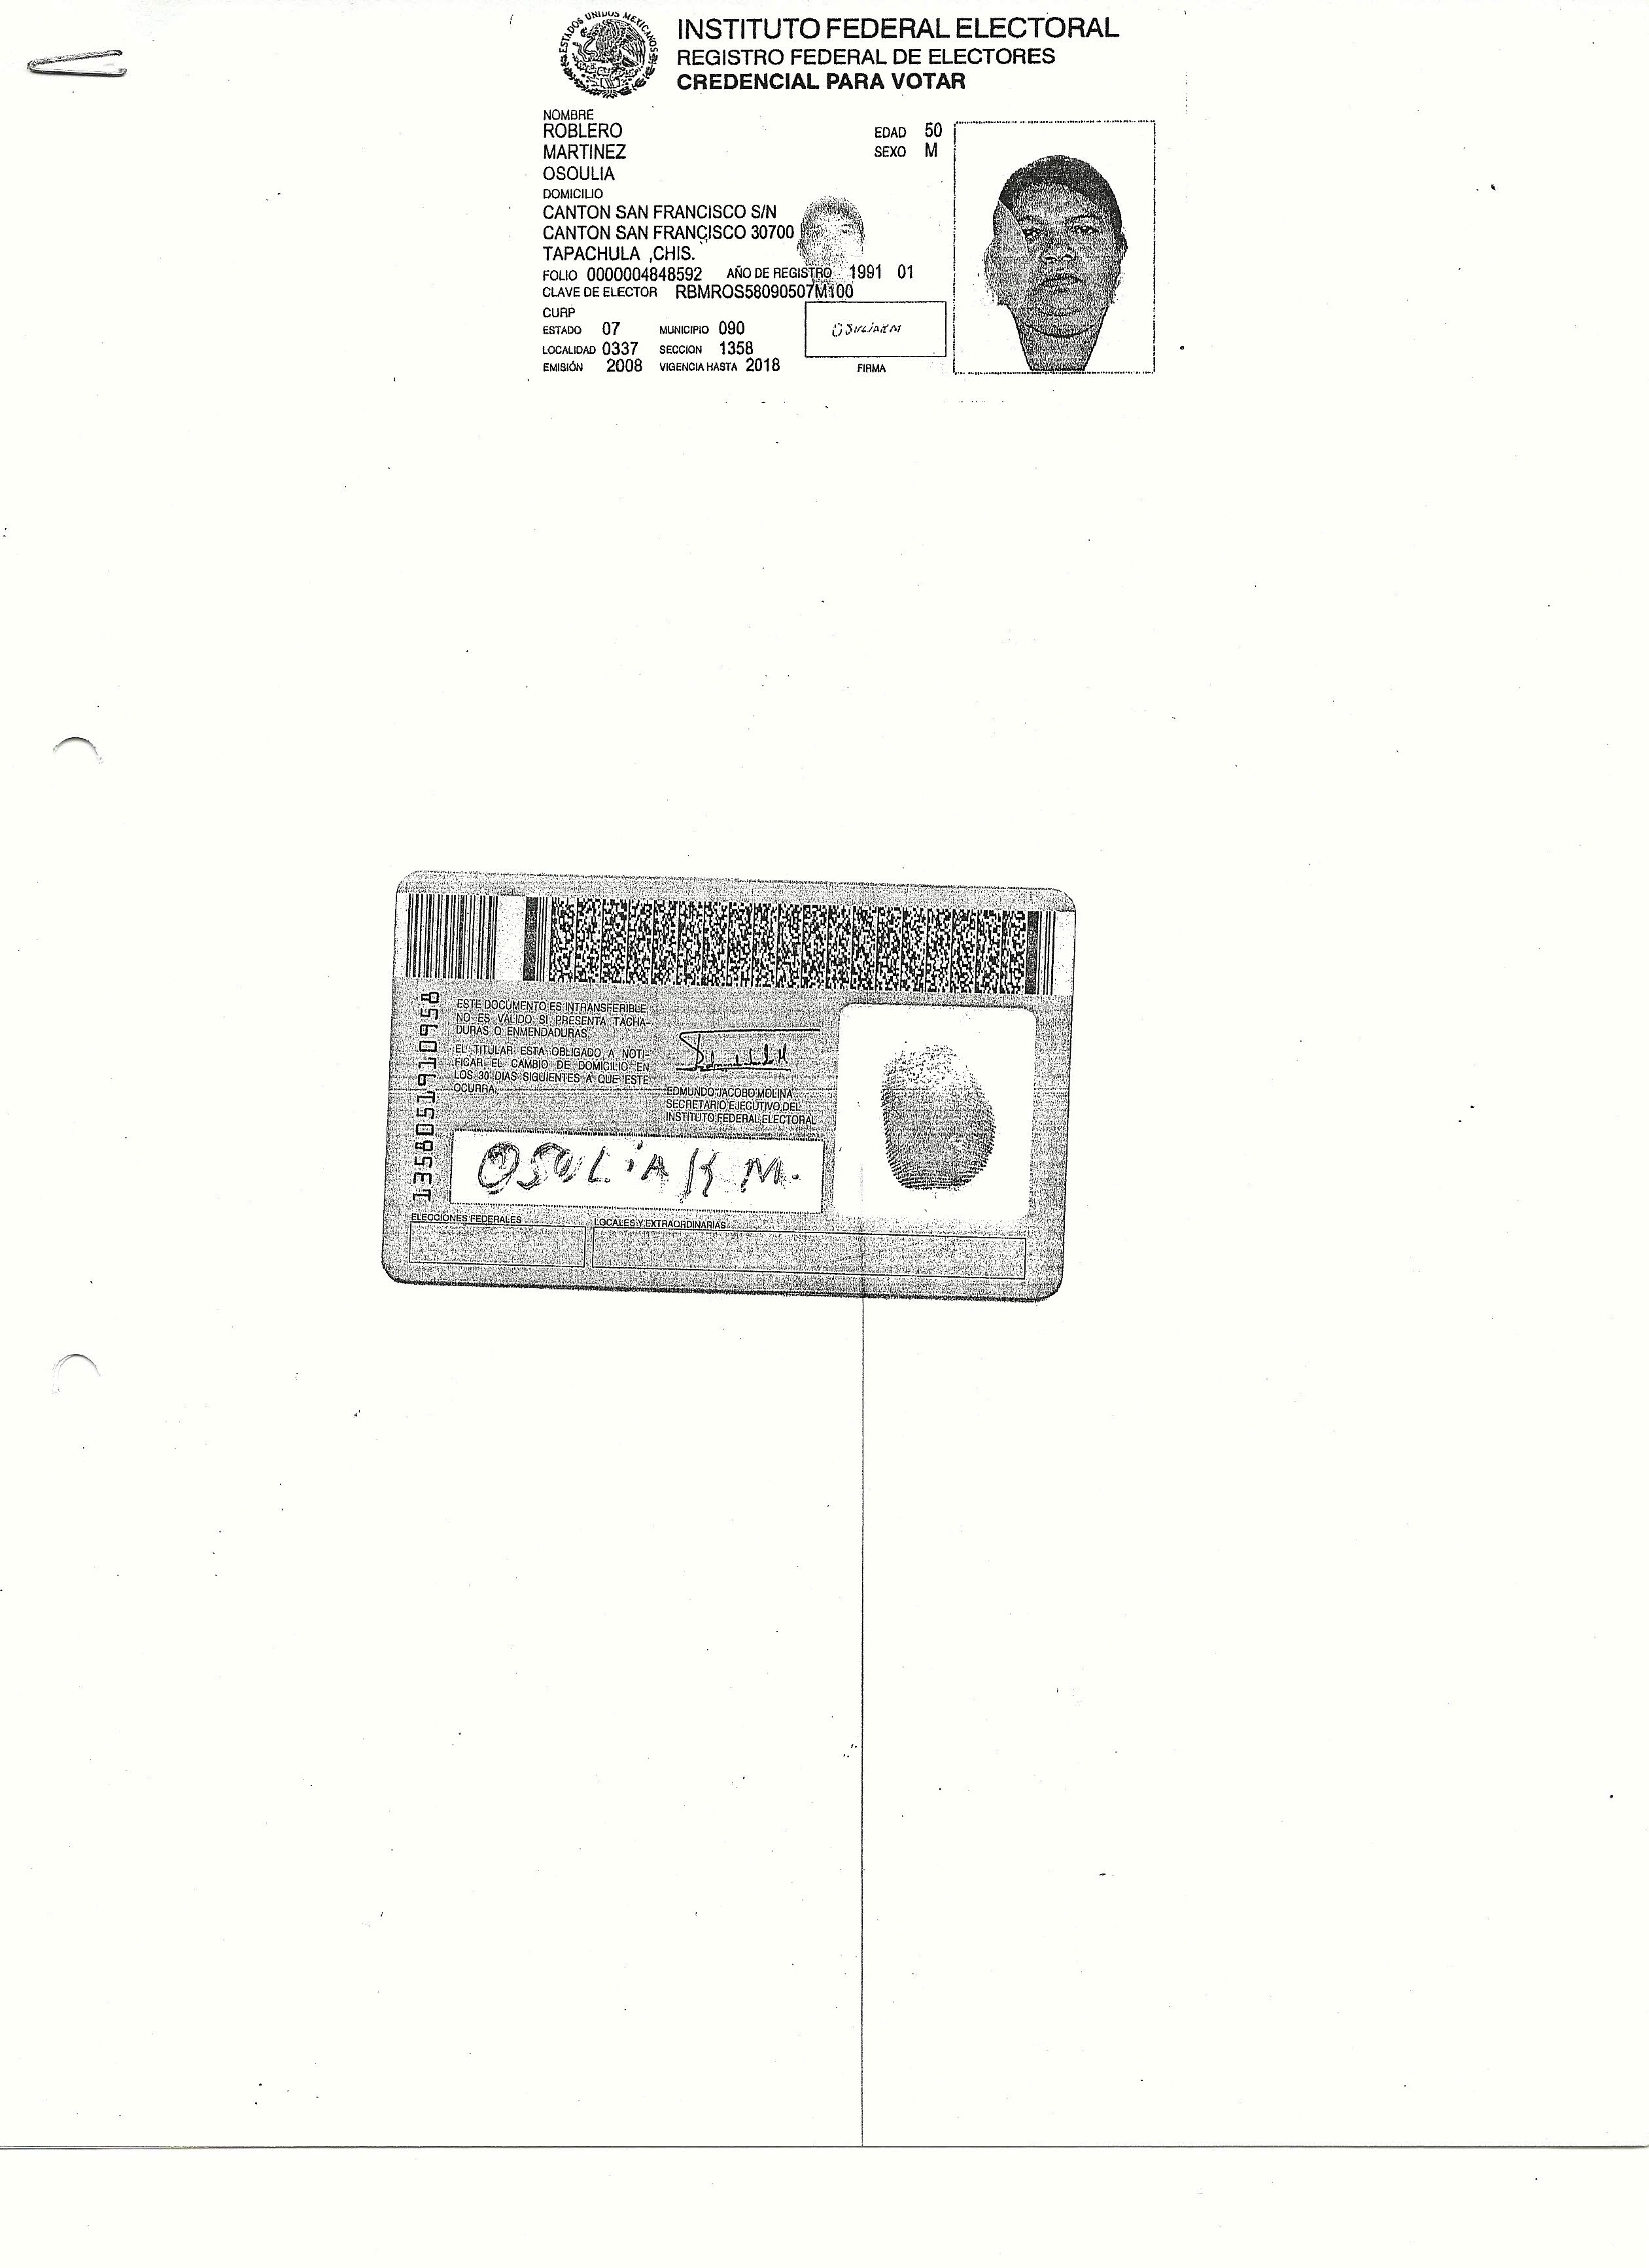 ESTADOS UNIDOS MEXICANOS
INSTITUTO FEDERAL ELECTORAL
REGISTRO FEDERAL DE ELECTORES
CREDENCIAL PARA VOTAR
NOMBRE
ROBLERO
MARTINEZ
OSOULIA
EDAD 50
SEXO M
DOMICILIO
CANTON SAN FRANCISCO S/N
CANTON SAN FRANCISCO 30700
TAPACHULA ,CHIS.
FOLIO 0000004848592 AÑO DE REGISTRO 1991 01
CLAVE DE ELECTOR RBMROS58090507M100
CURP
ESTADO 07 MUNICIPIO 090
LOCALIDAD 0337 SECCION 1358
EMISIÓN 2008 VIGENCIA HASTA 2018
FIRMA
1358051910958
ESTE DOCUMENTO ES INTRANSFERIBLE
NO ES VALIDO SI PRESENTA TACHA-
DURAS O ENMENDADURAS
EL TITULAR ESTA OBLIGADO A NOTI-
FICAR EL CAMBIO DE DOMICILIO EN
LOS 30 DIAS SIGUIENTES A QUE ESTE
OCURRA.
EDMUNDO JACOBO MOLINA
SECRETARIO EJECUTIVO DEL
INSTITUTO FEDERAL ELECTORAL
OSULiA R M.
ELECCIONES FEDERALES
LOCALES Y EXTRAORDINARIAS